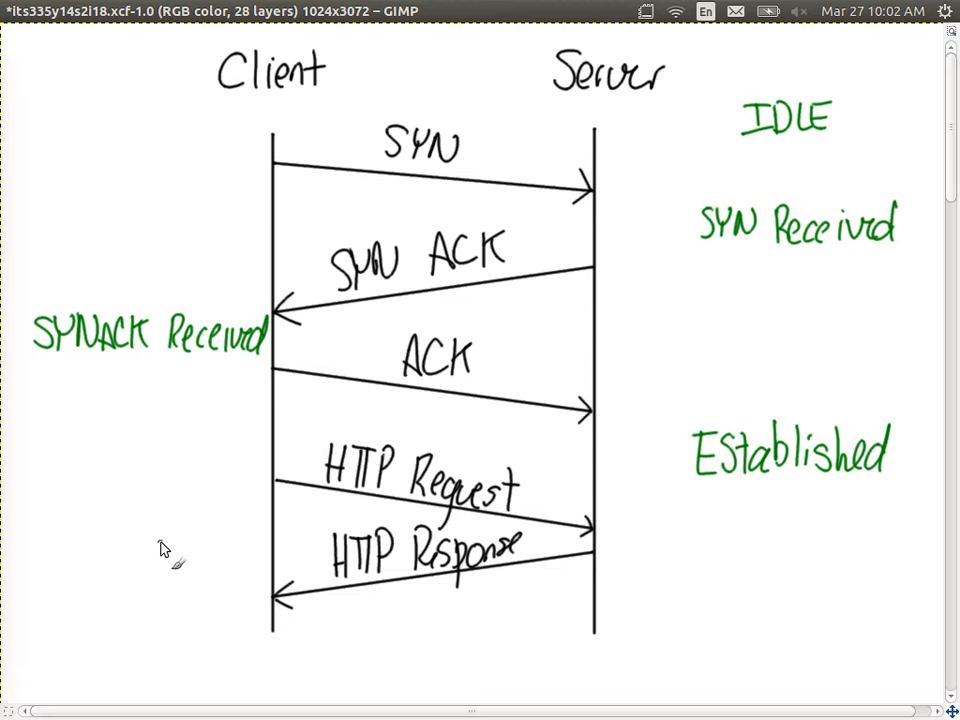 *its335y14s2i18.xcf-1.0 (RGB color, 28 layers) 1024x3072 – GIMP En Mar 27 10:02 AM
Client Server
IDLE
SYN
SYN Received
SYN ACK
SYNACK Received
ACK
Established
HTTP Request
HTTP Response